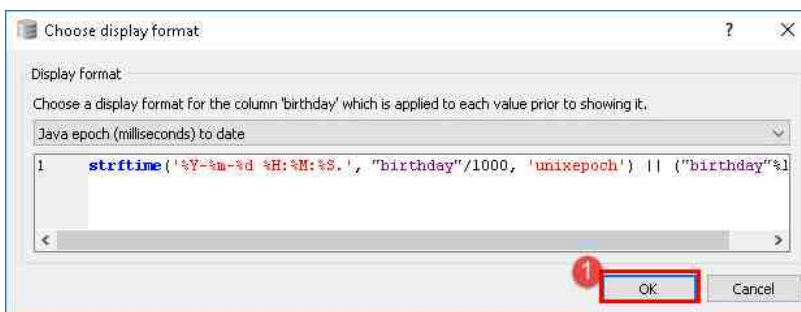 Choose display format
?
Display format
Choose a display format for the column 'birthday' which is applied to each value prior to showing it.
Java epoch (milliseconds) to date
1 strftime('%Y-%m-%d %H:%M:%S.', "birthday"/1000, 'unixepoch') || ("birthday"%1
1
OK Cancel